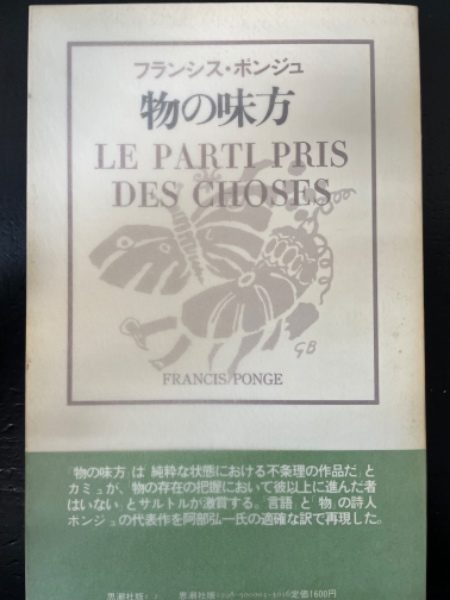 フランシス・ポンジュ
物の味方
LE PARTI PRIS
DES CHOSES
GB
FRANCIS PONGE
「物の味方」は「純粋な状態における不条理の作品だ」と
カミュが、物の存在の把握において彼以上に進んだ者
はいない」とサルトルが激賞する。「言語」と「物」の詩人
ポンジュの代表作を阿部弘一氏の適確な訳で再現した。
思潮社版 思潮社版 定価1600円